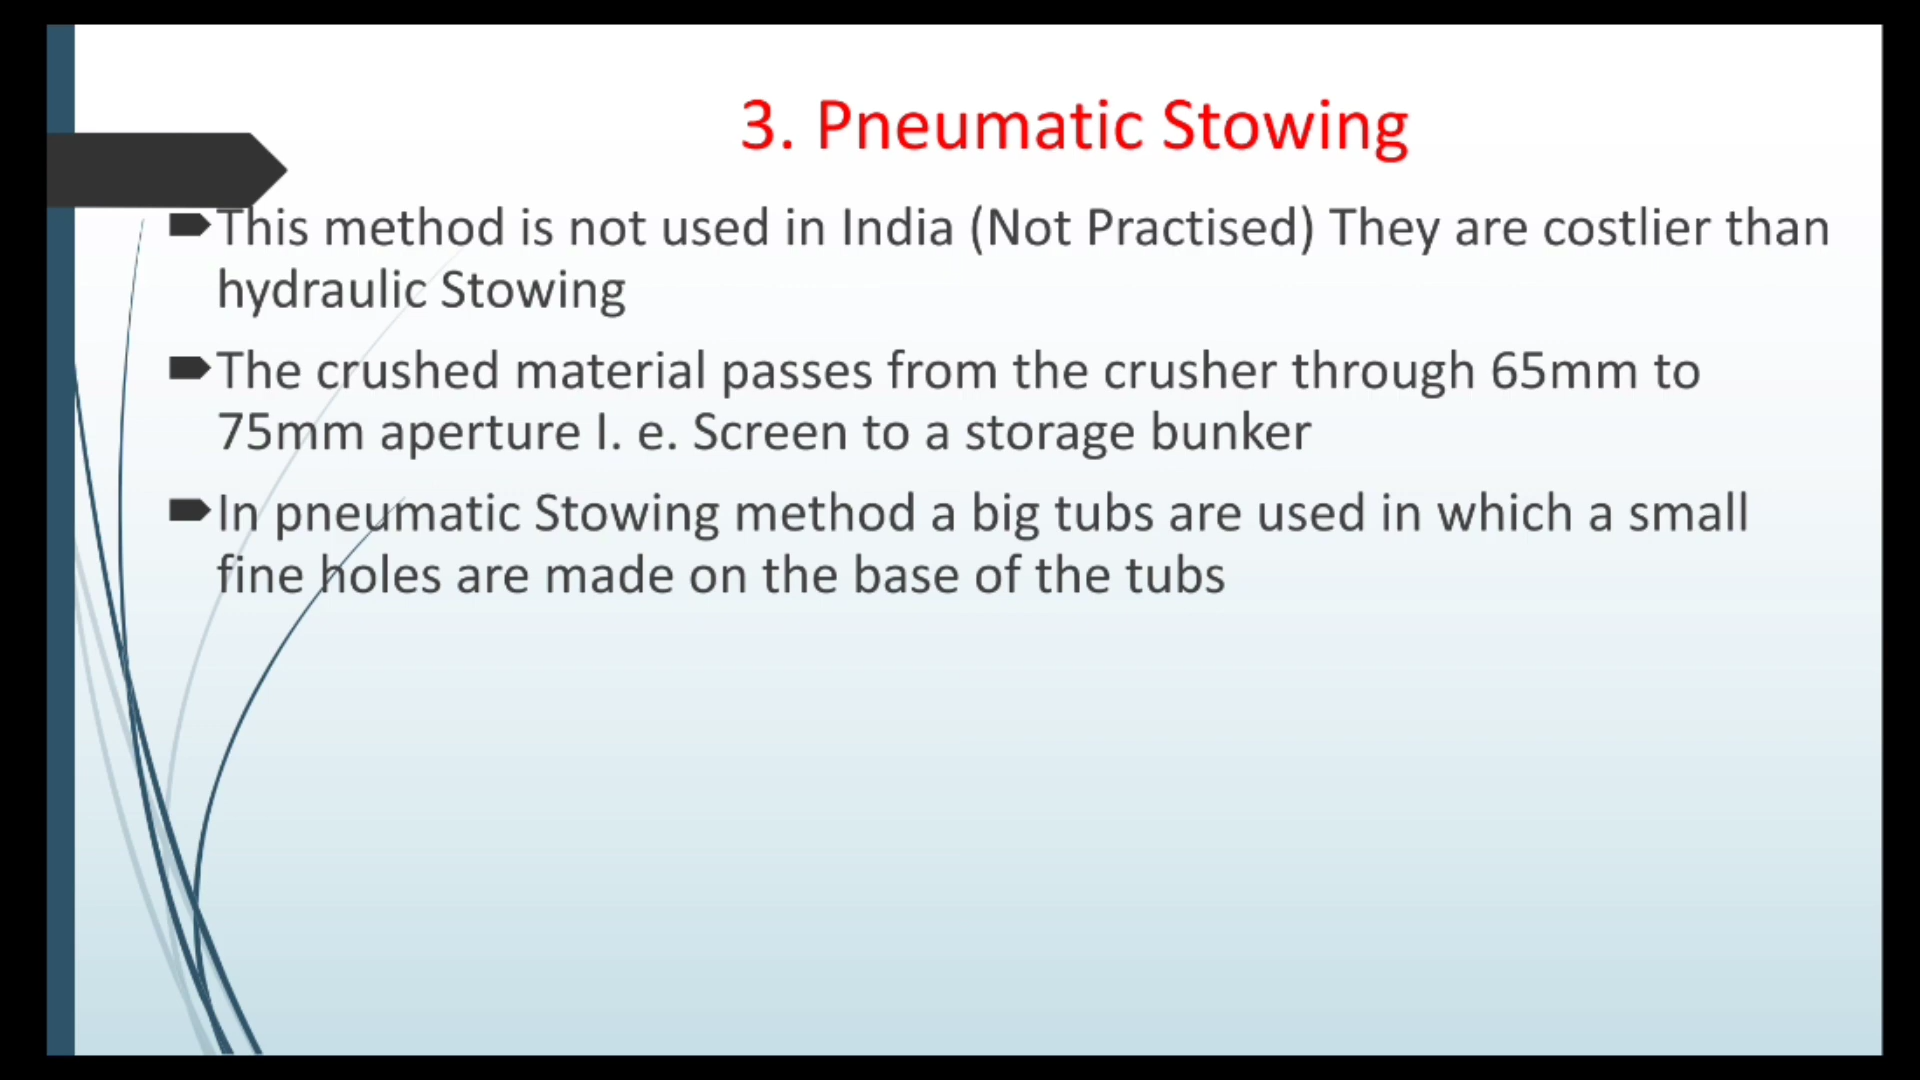 3. Pneumatic Stowing
This method is not used in India (Not Practised) They are costlier than
hydraulic Stowing
The crushed material passes from the crusher through 65mm to
75mm aperture I. e. Screen to a storage bunker
In pneumatic Stowing method a big tubs are used in which a small
fine holes are made on the base of the tubs